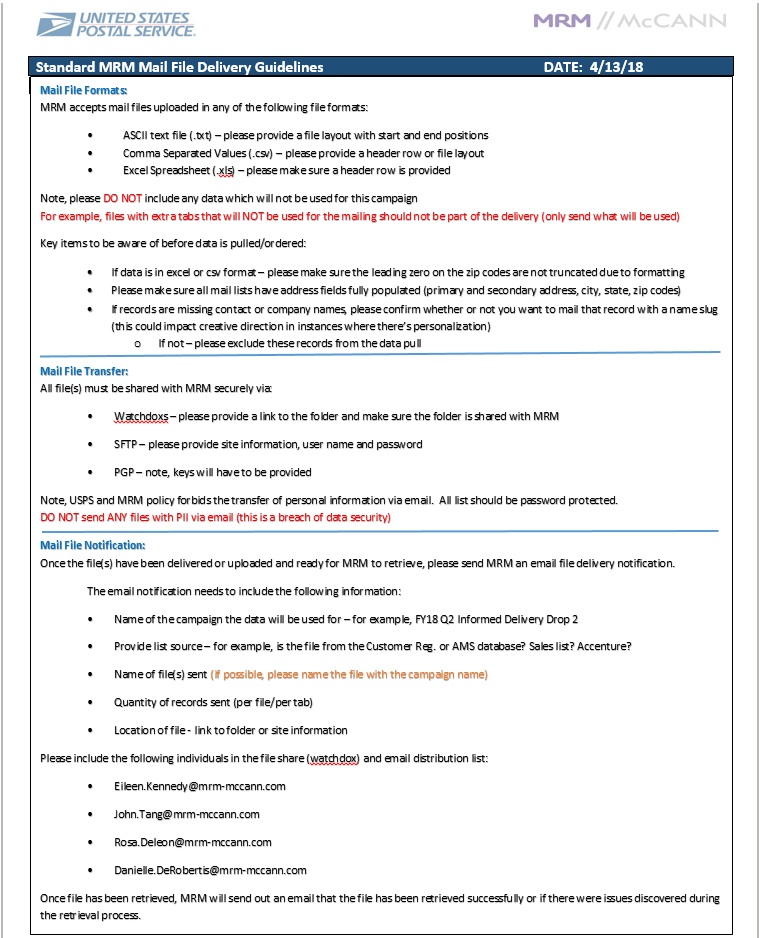 UNITED STATES
POSTAL SERVICE.
MRM // McCANN
Standard MRM Mail File Delivery Guidelines DATE: 4/13/18
Mail File Formats:
MRM accepts mail files uploaded in any of the following file formats:
• ASCII text file (.txt) – please provide a file layout with start and end positions
• Comma Separated Values (.csv) – please provide a header row or file layout
• Excel Spreadsheet (.xls) – please make sure a header row is provided
Note, please DO NOT include any data which will not be used for this campaign
For example, files with extra tabs that will NOT be used for the mailing should not be part of the delivery (only send what will be used)
Key items to be aware of before data is pulled/ordered:
• If data is in excel or csv format – please make sure the leading zero on the zip codes are not truncated due to formatting
• Please make sure all mail lists have address fields fully populated (primary and secondary address, city, state, zip codes)
• If records are missing contact or company names, please confirm whether or not you want to mail that record with a name slug
(this could impact creative direction in instances where there's personalization)
o If not – please exclude these records from the data pull
Mail File Transfer:
All file(s) must be shared with MRM securely via:
• Watchdoxs – please provide a link to the folder and make sure the folder is shared with MRM
• SFTP – please provide site information, user name and password
• PGP – note, keys will have to be provided
Note, USPS and MRM policy forbids the transfer of personal information via email. All list should be password protected.
DO NOT send ANY files with PII via email (this is a breach of data security)
Mail File Notification:
Once the file(s) have been delivered or uploaded and ready for MRM to retrieve, please send MRM an email file delivery notification.
The email notification needs to include the following information:
• Name of the campaign the data will be used for – for example, FY18 Q2 Informed Delivery Drop 2
• Provide list source – for example, is the file from the Customer Reg. or AMS database? Sales list? Accenture?
• Name of file(s) sent (If possible, please name the file with the campaign name)
• Quantity of records sent (per file/per tab)
• Location of file - link to folder or site information
Please include the following individuals in the file share (watchdox) and email distribution list:
• Eileen.Kennedy@mrm-mccann.com
• John.Tang@mrm-mccann.com
• Rosa.Deleon@mrm-mccann.com
• Danielle.DeRobertis@mrm-mccann.com
Once file has been retrieved, MRM will send out an email that the file has been retrieved successfully or if there were issues discovered during
the retrieval process.